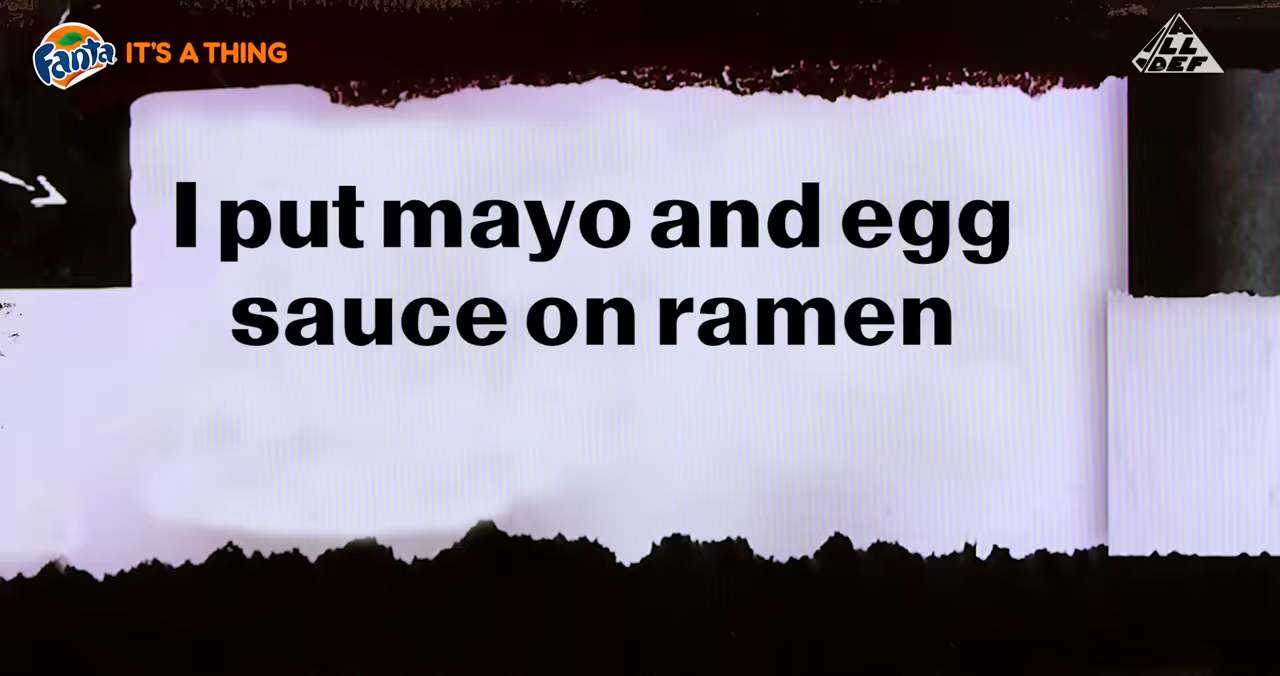 Fanta IT'S A THING
ALL
DEF
I put mayo and egg
sauce on ramen